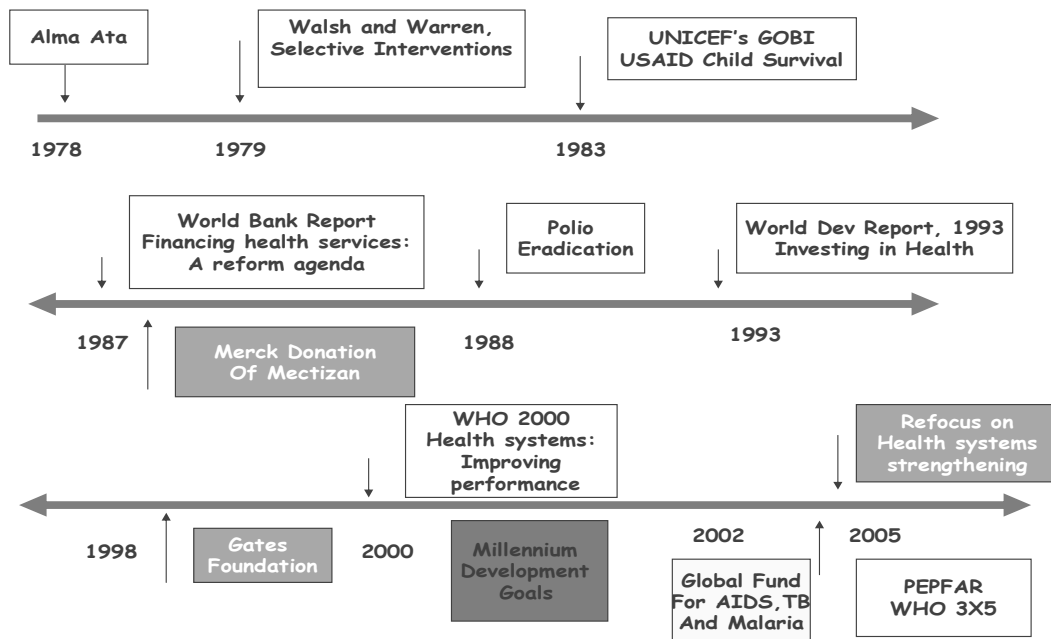 Alma Ata
Walsh and Warren,
Selective Interventions
UNICEF's GOBI
USAID Child Survival
1978
1979
1983
World Bank Report
Financing health services:
A reform agenda
Polio
Eradication
World Dev Report, 1993
Investing in Health
1987
1988
1993
Merck Donation
Of Mectizan
WHO 2000
Health systems:
Improving
performance
Refocus on
Health systems
strengthening
1998
Gates
Foundation
2000
Millennium
Development
Goals
2002
2005
Global Fund
For AIDS,TB
And Malaria
PEPFAR
WHO 3X5